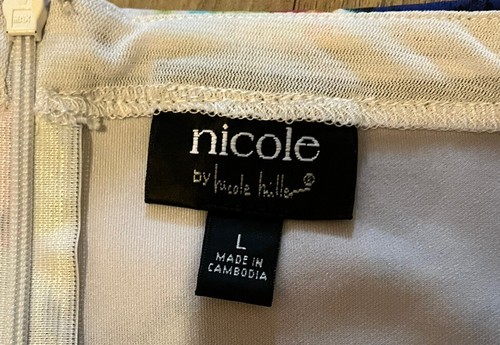 nicole
by nicole miller®
L
MADE IN
CAMBODIA